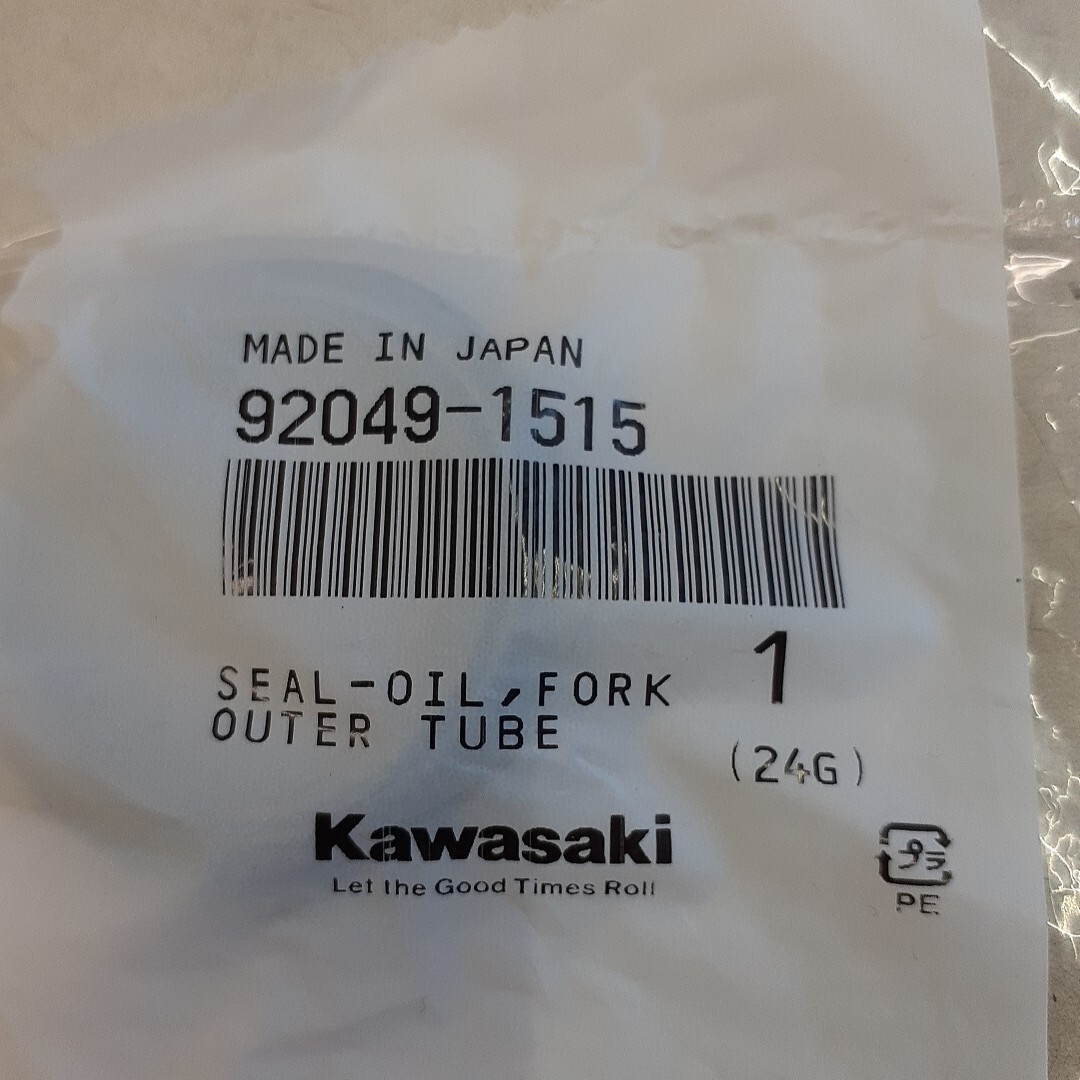 MADE IN JAPAN
92049-1515
1
SEAL-OIL,FORK
OUTER TUBE
(24G)
Kawasaki
Let the Good Times Roll
プラ
PE